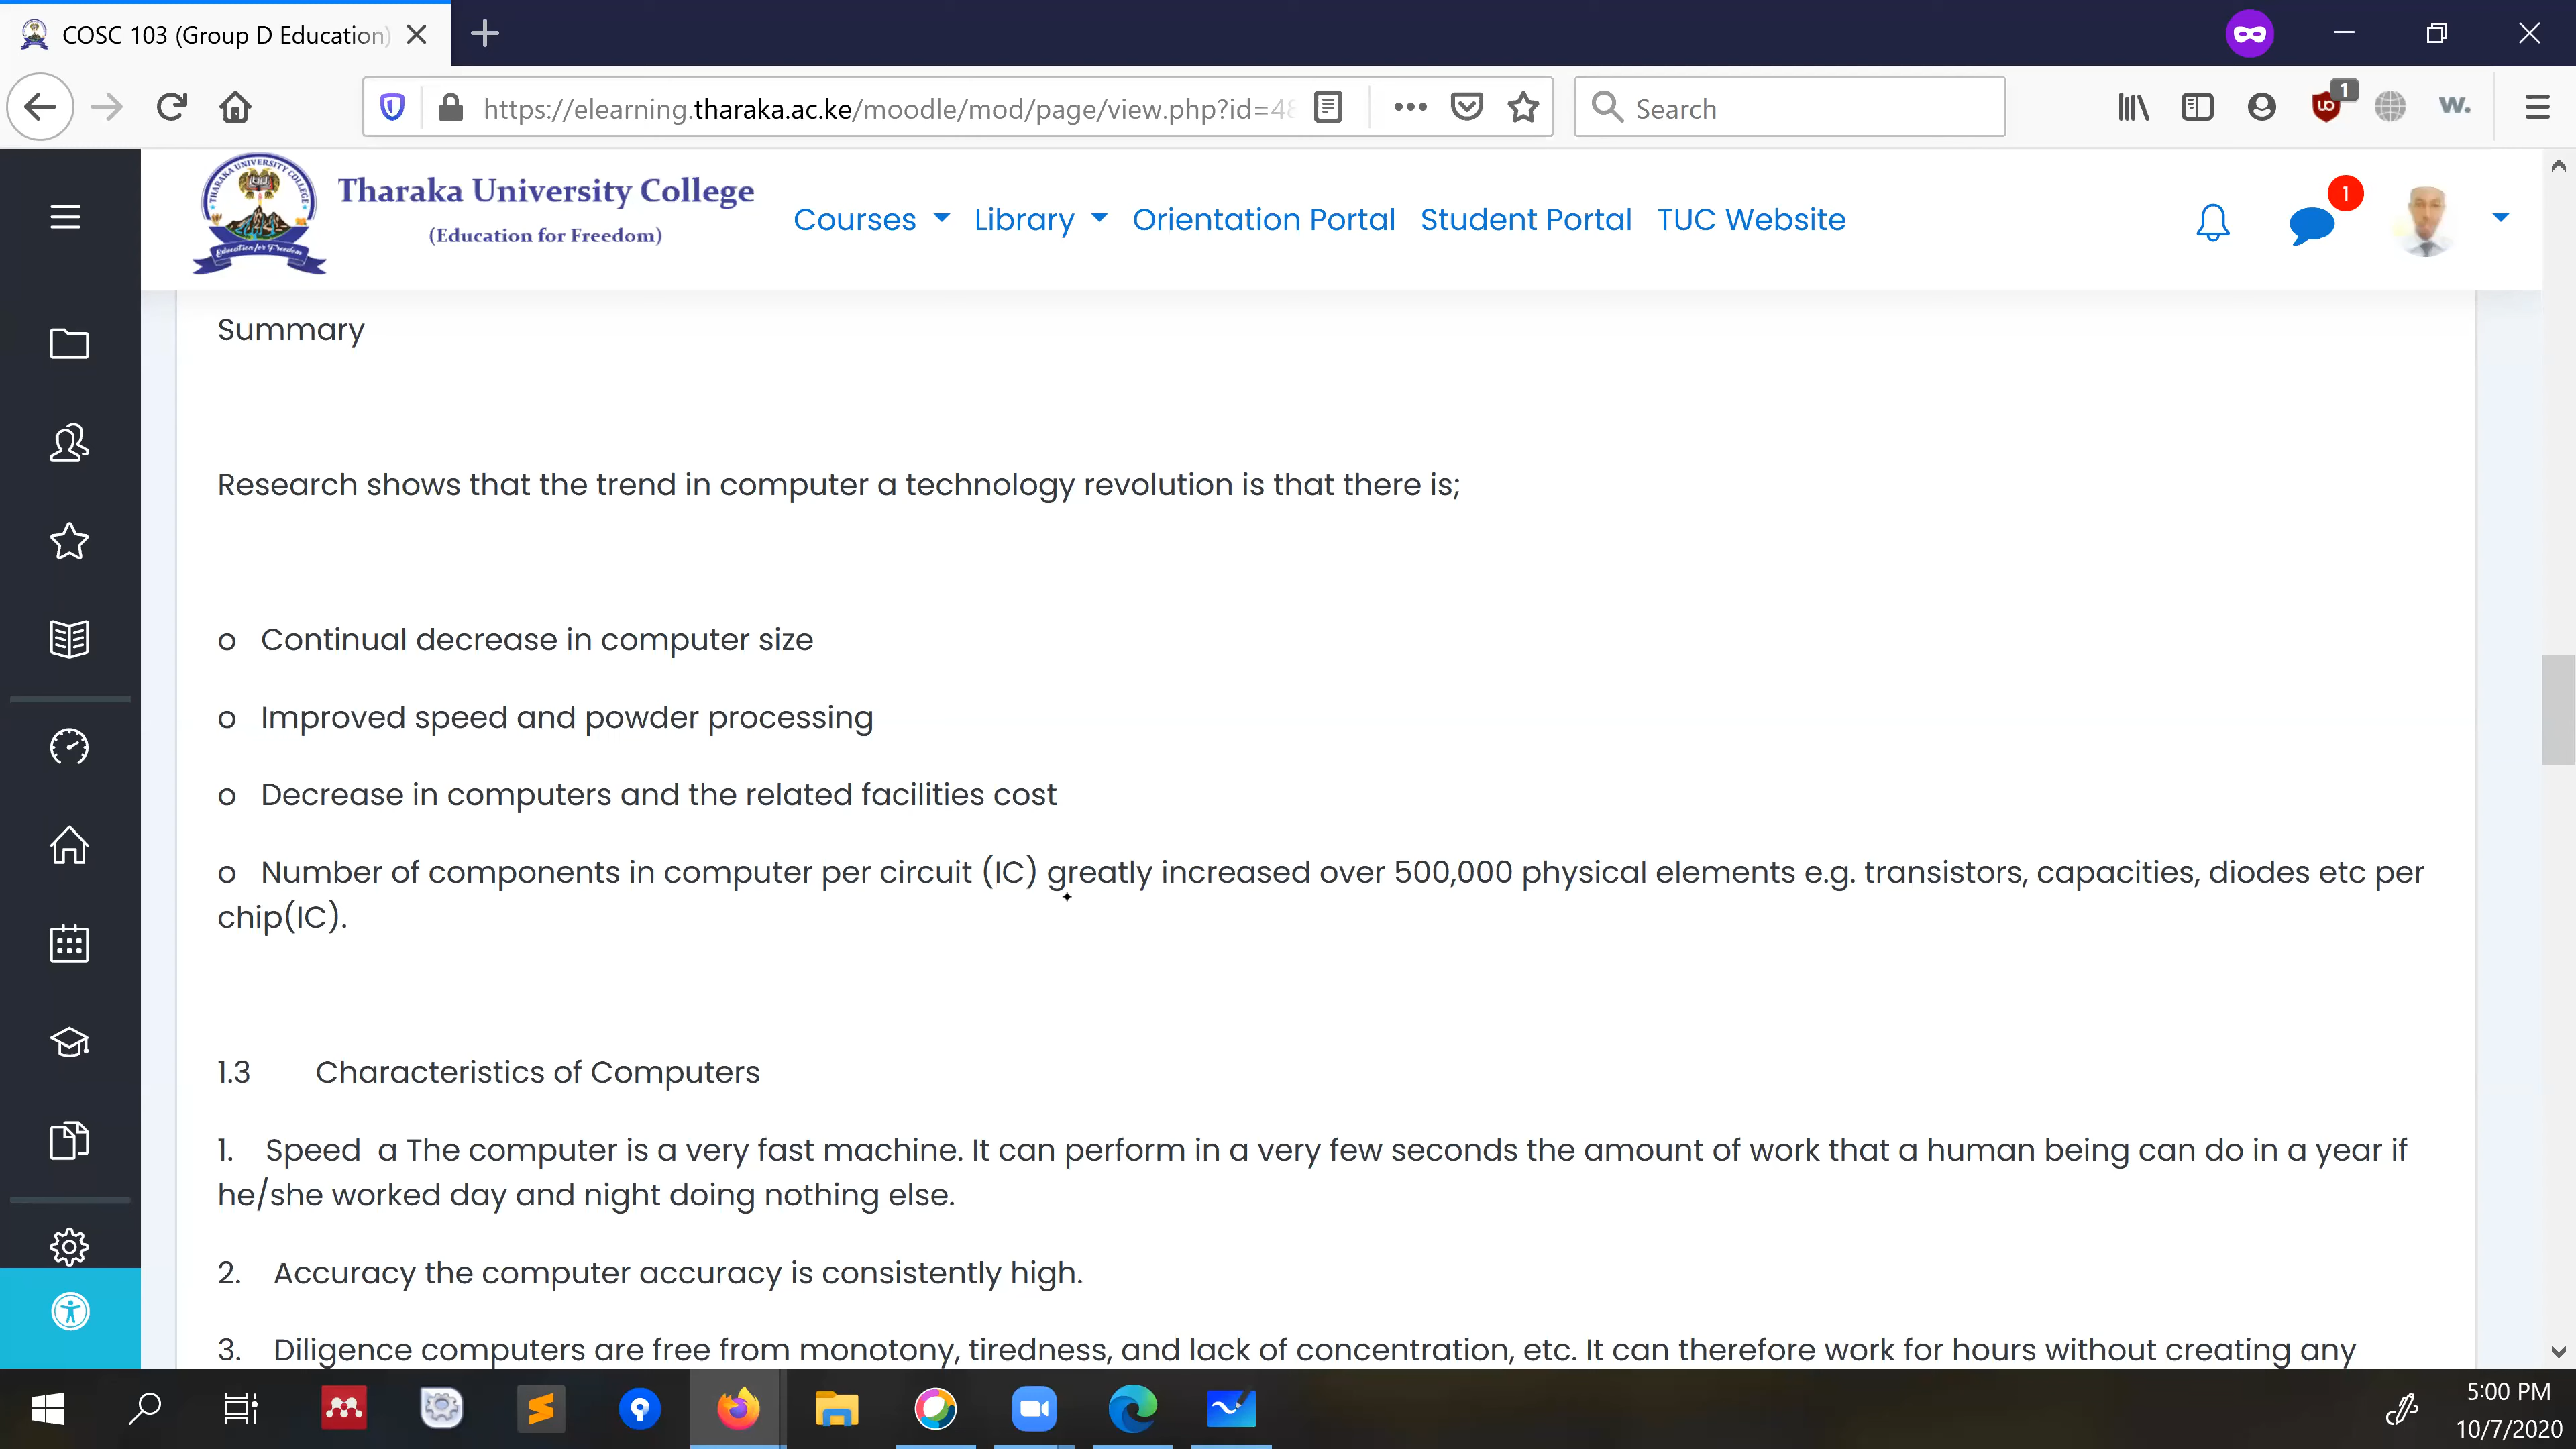 COSC 103 (Group D Education)
https://elearning.tharaka.ac.ke/moodle/mod/page/view.php?id=48
Search
1
w.
THARAKA UNIVERSITY COLLEGE
Education for Freedom
Tharaka University College
(Education for Freedom)
Courses
Library
Orientation Portal
Student Portal
TUC Website
1
Summary
Research shows that the trend in computer a technology revolution is that there is;
o Continual decrease in computer size
o Improved speed and powder processing
o Decrease in computers and the related facilities cost
o Number of components in computer per circuit (IC) greatly increased over 500,000 physical elements e.g. transistors, capacities, diodes etc per
chip(IC).
1.3 Characteristics of Computers
1. Speed a The computer is a very fast machine. It can perform in a very few seconds the amount of work that a human being can do in a year if
he/she worked day and night doing nothing else.
2. Accuracy the computer accuracy is consistently high.
3. Diligence computers are free from monotony, tiredness, and lack of concentration, etc. It can therefore work for hours without creating any
5:00 PM
10/7/2020